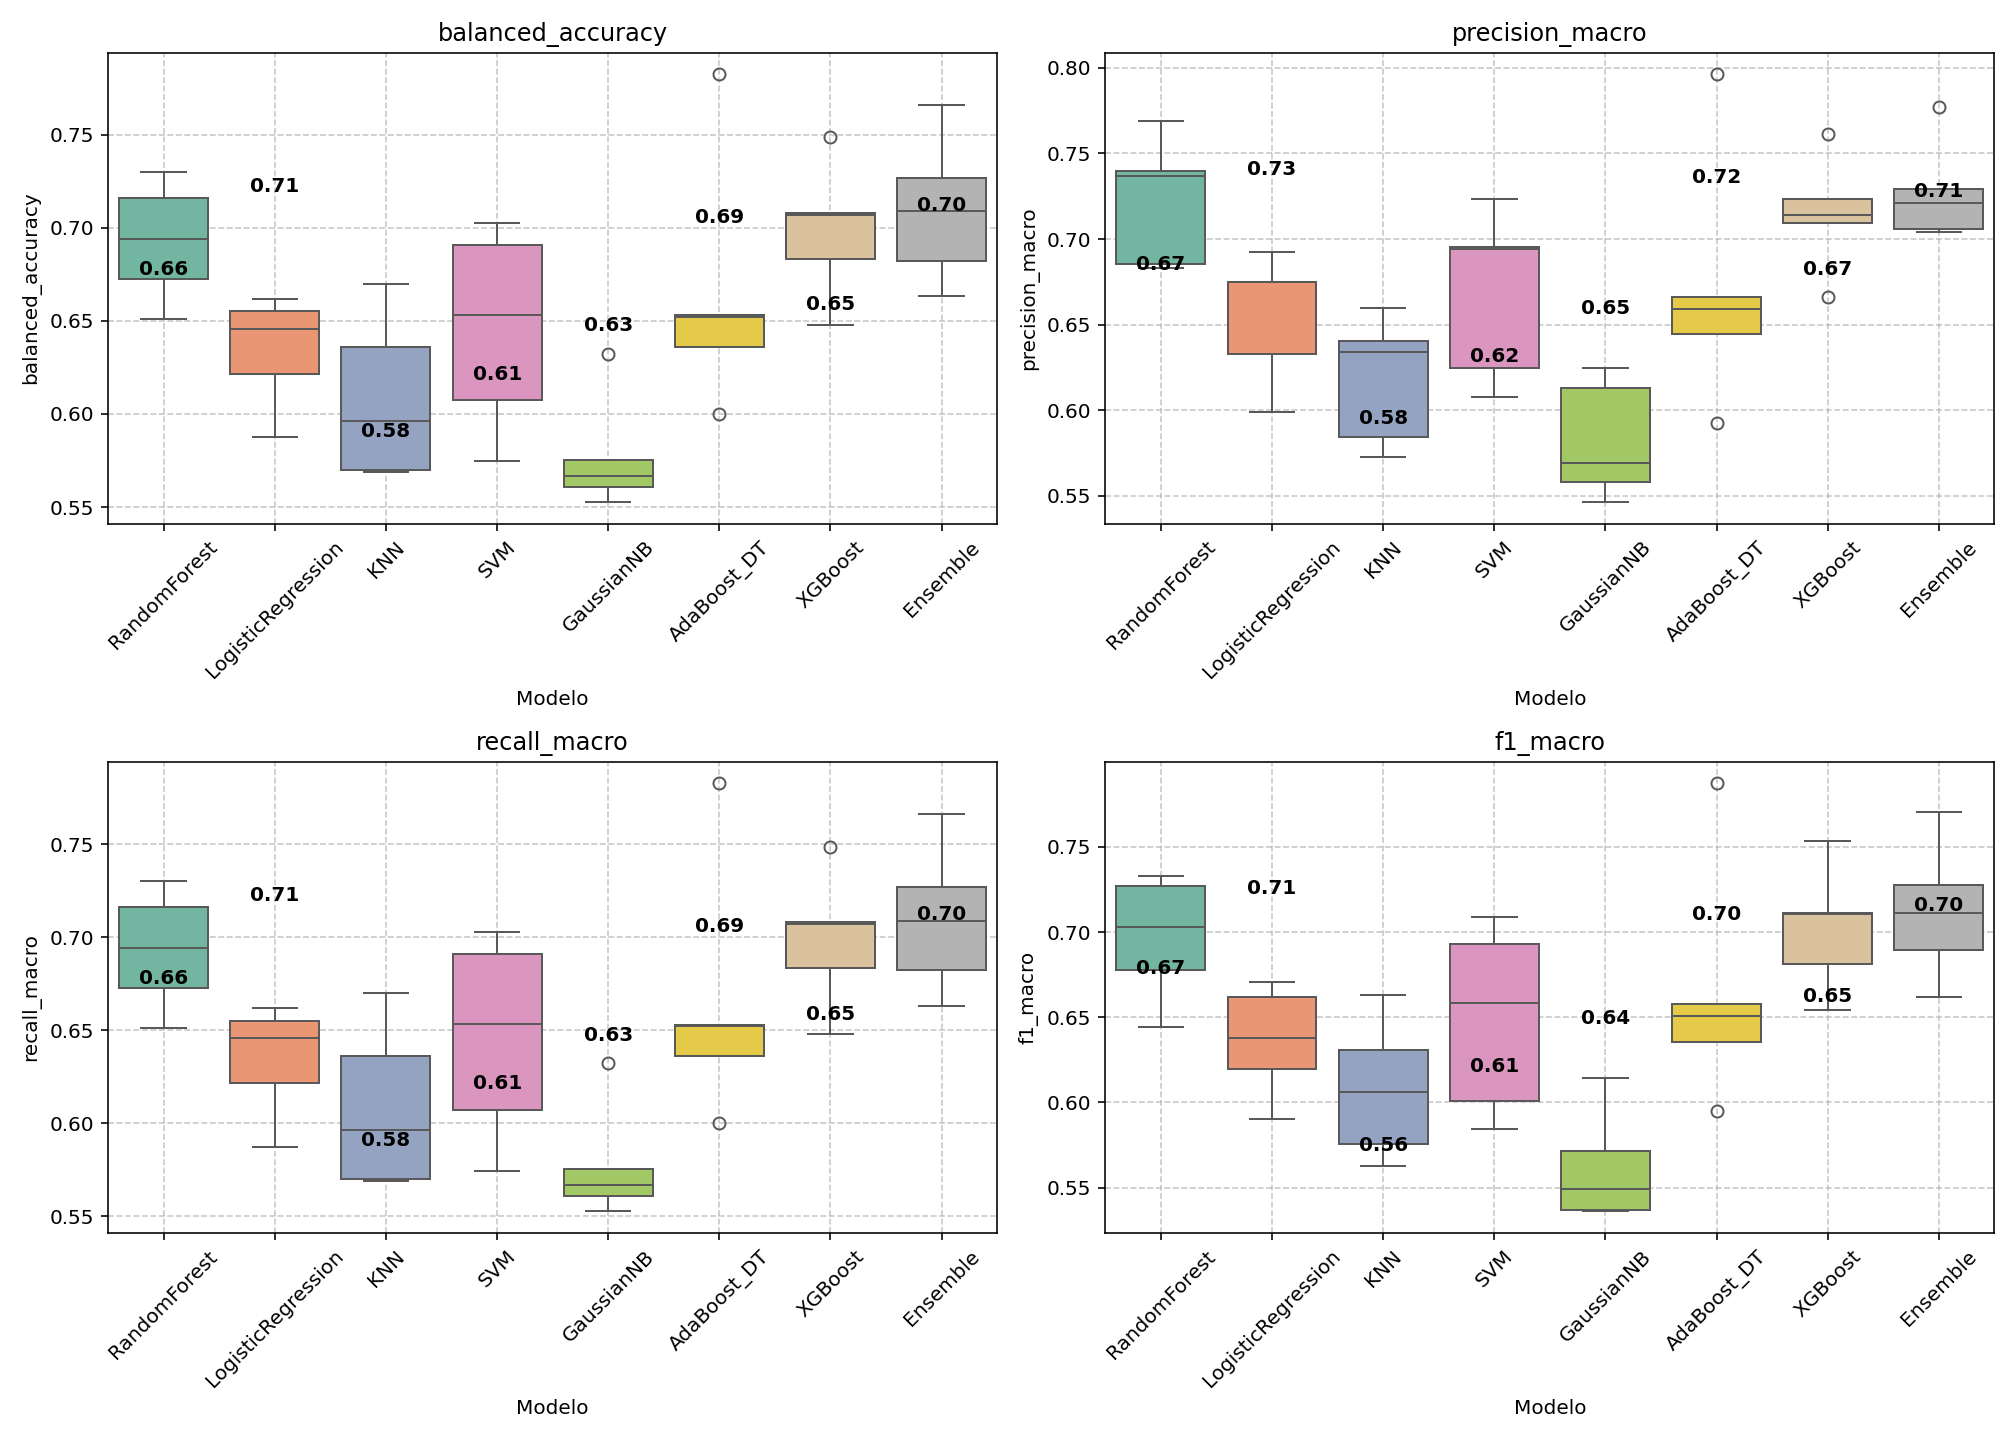 balanced_accuracy
balanced_accuracy
0.75
0.70
0.65
0.60
0.55
0.66
0.71
0.58
0.61
0.63
0.69
0.65
0.70
RandomForest
LogisticRegression
KNN
SVM
GaussianNB
AdaBoost_DT
XGBoost
Ensemble
Modelo
precision_macro
precision_macro
0.80
0.75
0.70
0.65
0.60
0.55
0.67
0.73
0.58
0.62
0.65
0.72
0.67
0.71
RandomForest
LogisticRegression
KNN
SVM
GaussianNB
AdaBoost_DT
XGBoost
Ensemble
Modelo
recall_macro
recall_macro
0.75
0.70
0.65
0.60
0.55
0.66
0.71
0.58
0.61
0.63
0.69
0.65
0.70
RandomForest
LogisticRegression
KNN
SVM
GaussianNB
AdaBoost_DT
XGBoost
Ensemble
Modelo
f1_macro
f1_macro
0.75
0.70
0.65
0.60
0.55
0.67
0.71
0.56
0.61
0.64
0.70
0.65
0.70
RandomForest
LogisticRegression
KNN
SVM
GaussianNB
AdaBoost_DT
XGBoost
Ensemble
Modelo